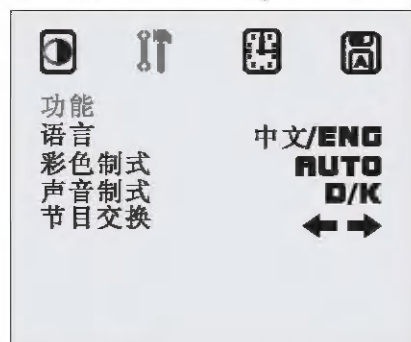 A
功能
语言 中文/ENG
彩色制式 AUTO
声音制式 D/K
节目交换